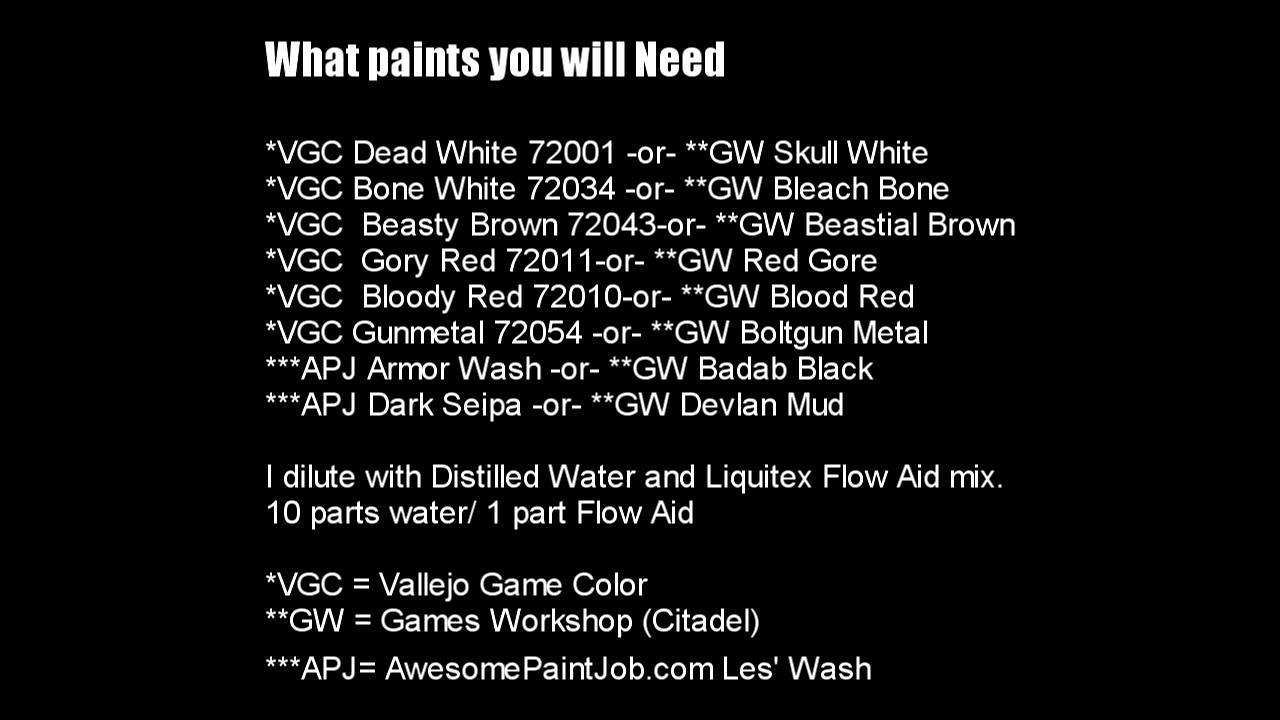 What paints you will Need
*VGC Dead White 72001 -or- **GW Skull White
*VGC Bone White 72034 -or- **GW Bleach Bone
*VGC  Beasty Brown 72043-or- **GW Beastial Brown
*VGC  Gory Red 72011-or- **GW Red Gore
*VGC  Bloody Red 72010-or- **GW Blood Red
*VGC Gunmetal 72054 -or- **GW Boltgun Metal
***APJ Armor Wash -or- **GW Badab Black
***APJ Dark Seipa -or- **GW Devlan Mud
I dilute with Distilled Water and Liquitex Flow Aid mix.
10 parts water/ 1 part Flow Aid
*VGC = Vallejo Game Color
**GW = Games Workshop (Citadel)
***APJ= AwesomePaintJob.com Les' Wash